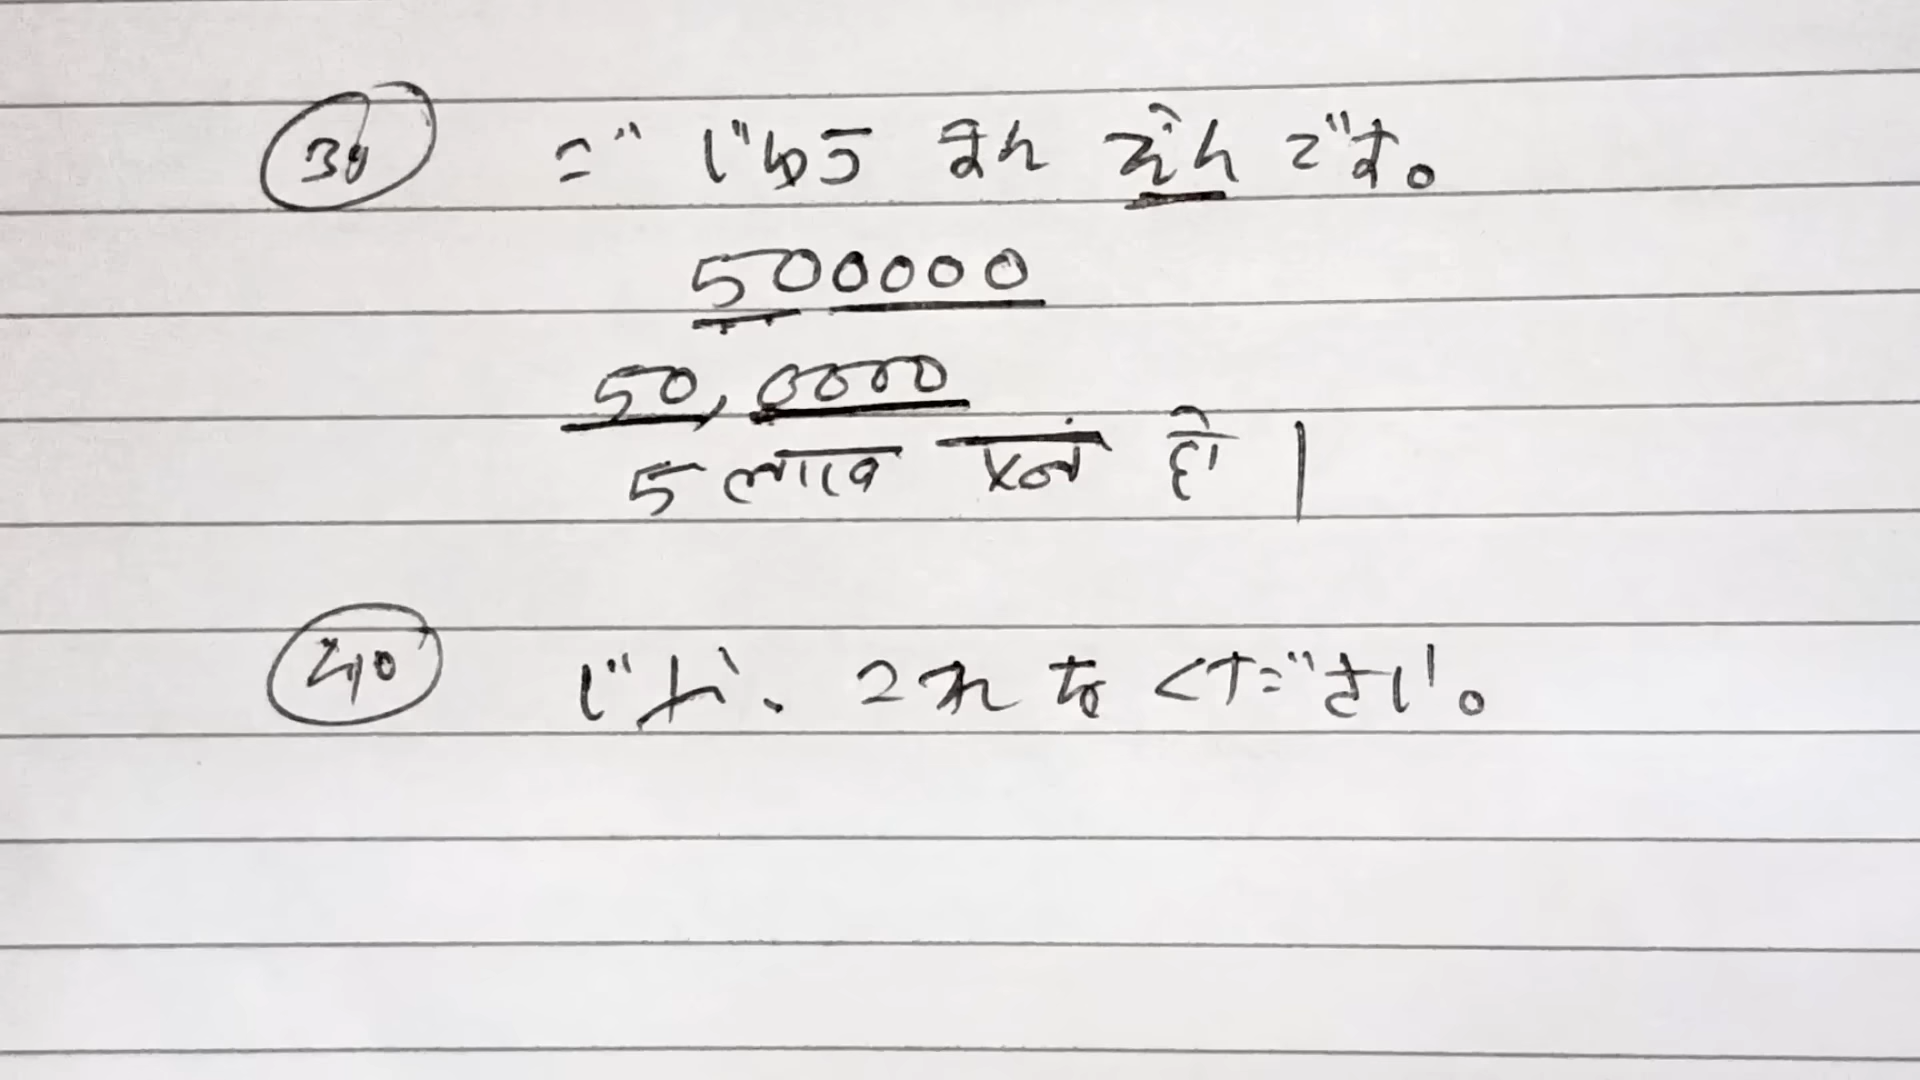 39 ごじゅう まん えん です。
500000
50,0000
5 लाख एन हो।
40 じゃ、これ を ください。